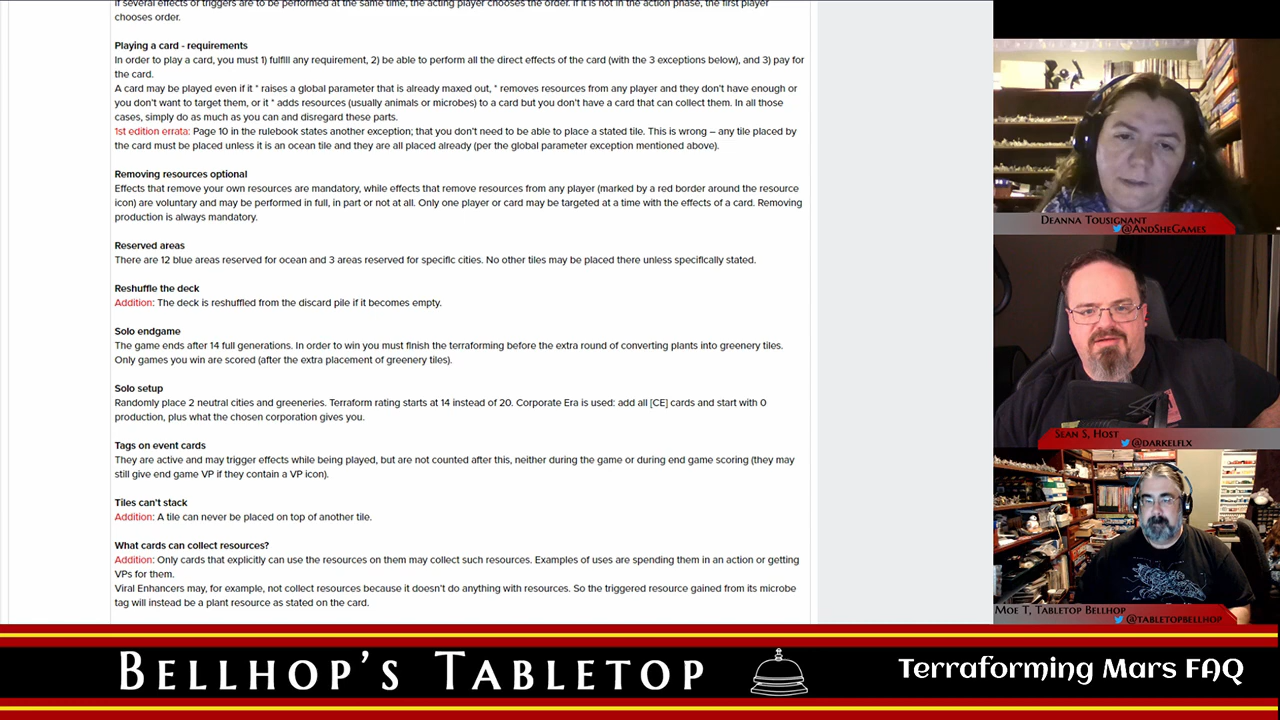 If several effects or triggers are to be performed at the same time, the acting player chooses the order. If it is not in the action phase, the first player
chooses order.
Playing a card - requirements
In order to play a card, you must 1) fulfill any requirement, 2) be able to perform all the direct effects of the card (with the 3 exceptions below), and 3) pay for
the card.
A card may be played even if it * raises a global parameter that is already maxed out, * removes resources from any player and they don't have enough or
you don't want to target them, or it * adds resources (usually animals or microbes) to a card but you don't have a card that can collect them. In all those
cases, simply do as much as you can and disregard these parts.
1st edition errata: Page 10 in the rulebook states another exception; that you don't need to be able to place a stated tile. This is wrong – any tile placed by
the card must be placed unless it is an ocean tile and they are all placed already (per the global parameter exception mentioned above).
Removing resources optional
Effects that remove your own resources are mandatory, while effects that remove resources from any player (marked by a red border around the resource
icon) are voluntary and may be performed in full, in part or not at all. Only one player or card may be targeted at a time with the effects of a card. Removing
production is always mandatory.
Reserved areas
There are 12 blue areas reserved for ocean and 3 areas reserved for specific cities. No other tiles may be placed there unless specifically stated.
Reshuffle the deck
Addition: The deck is reshuffled from the discard pile if it becomes empty.
Solo endgame
The game ends after 14 full generations. In order to win you must finish the terraforming before the extra round of converting plants into greenery tiles.
Only games you win are scored (after the extra placement of greenery tiles).
Solo setup
Randomly place 2 neutral cities and greeneries. Terraform rating starts at 14 instead of 20. Corporate Era is used: add all [CE] cards and start with 0
production, plus what the chosen corporation gives you.
Tags on event cards
They are active and may trigger effects while being played, but are not counted after this, neither during the game or during end game scoring (they may
still give end game VP if they contain a VP icon).
Tiles can't stack
Addition: A tile can never be placed on top of another tile.
What cards can collect resources?
Addition: Only cards that explicitly can use the resources on them may collect such resources. Examples of uses are spending them in an action or getting
VPs for them.
Viral Enhancers may, for example, not collect resources because it doesn't do anything with resources. So the triggered resource gained from its microbe
tag will instead be a plant resource as stated on the card.
Deanna Tousignant
@AndSheGames
Sean S, Host
@darkelflx
Moe T, Tabletop Bellhop
@tabletopbellhop
Bellhop's Tabletop
Terraforming Mars FAQ